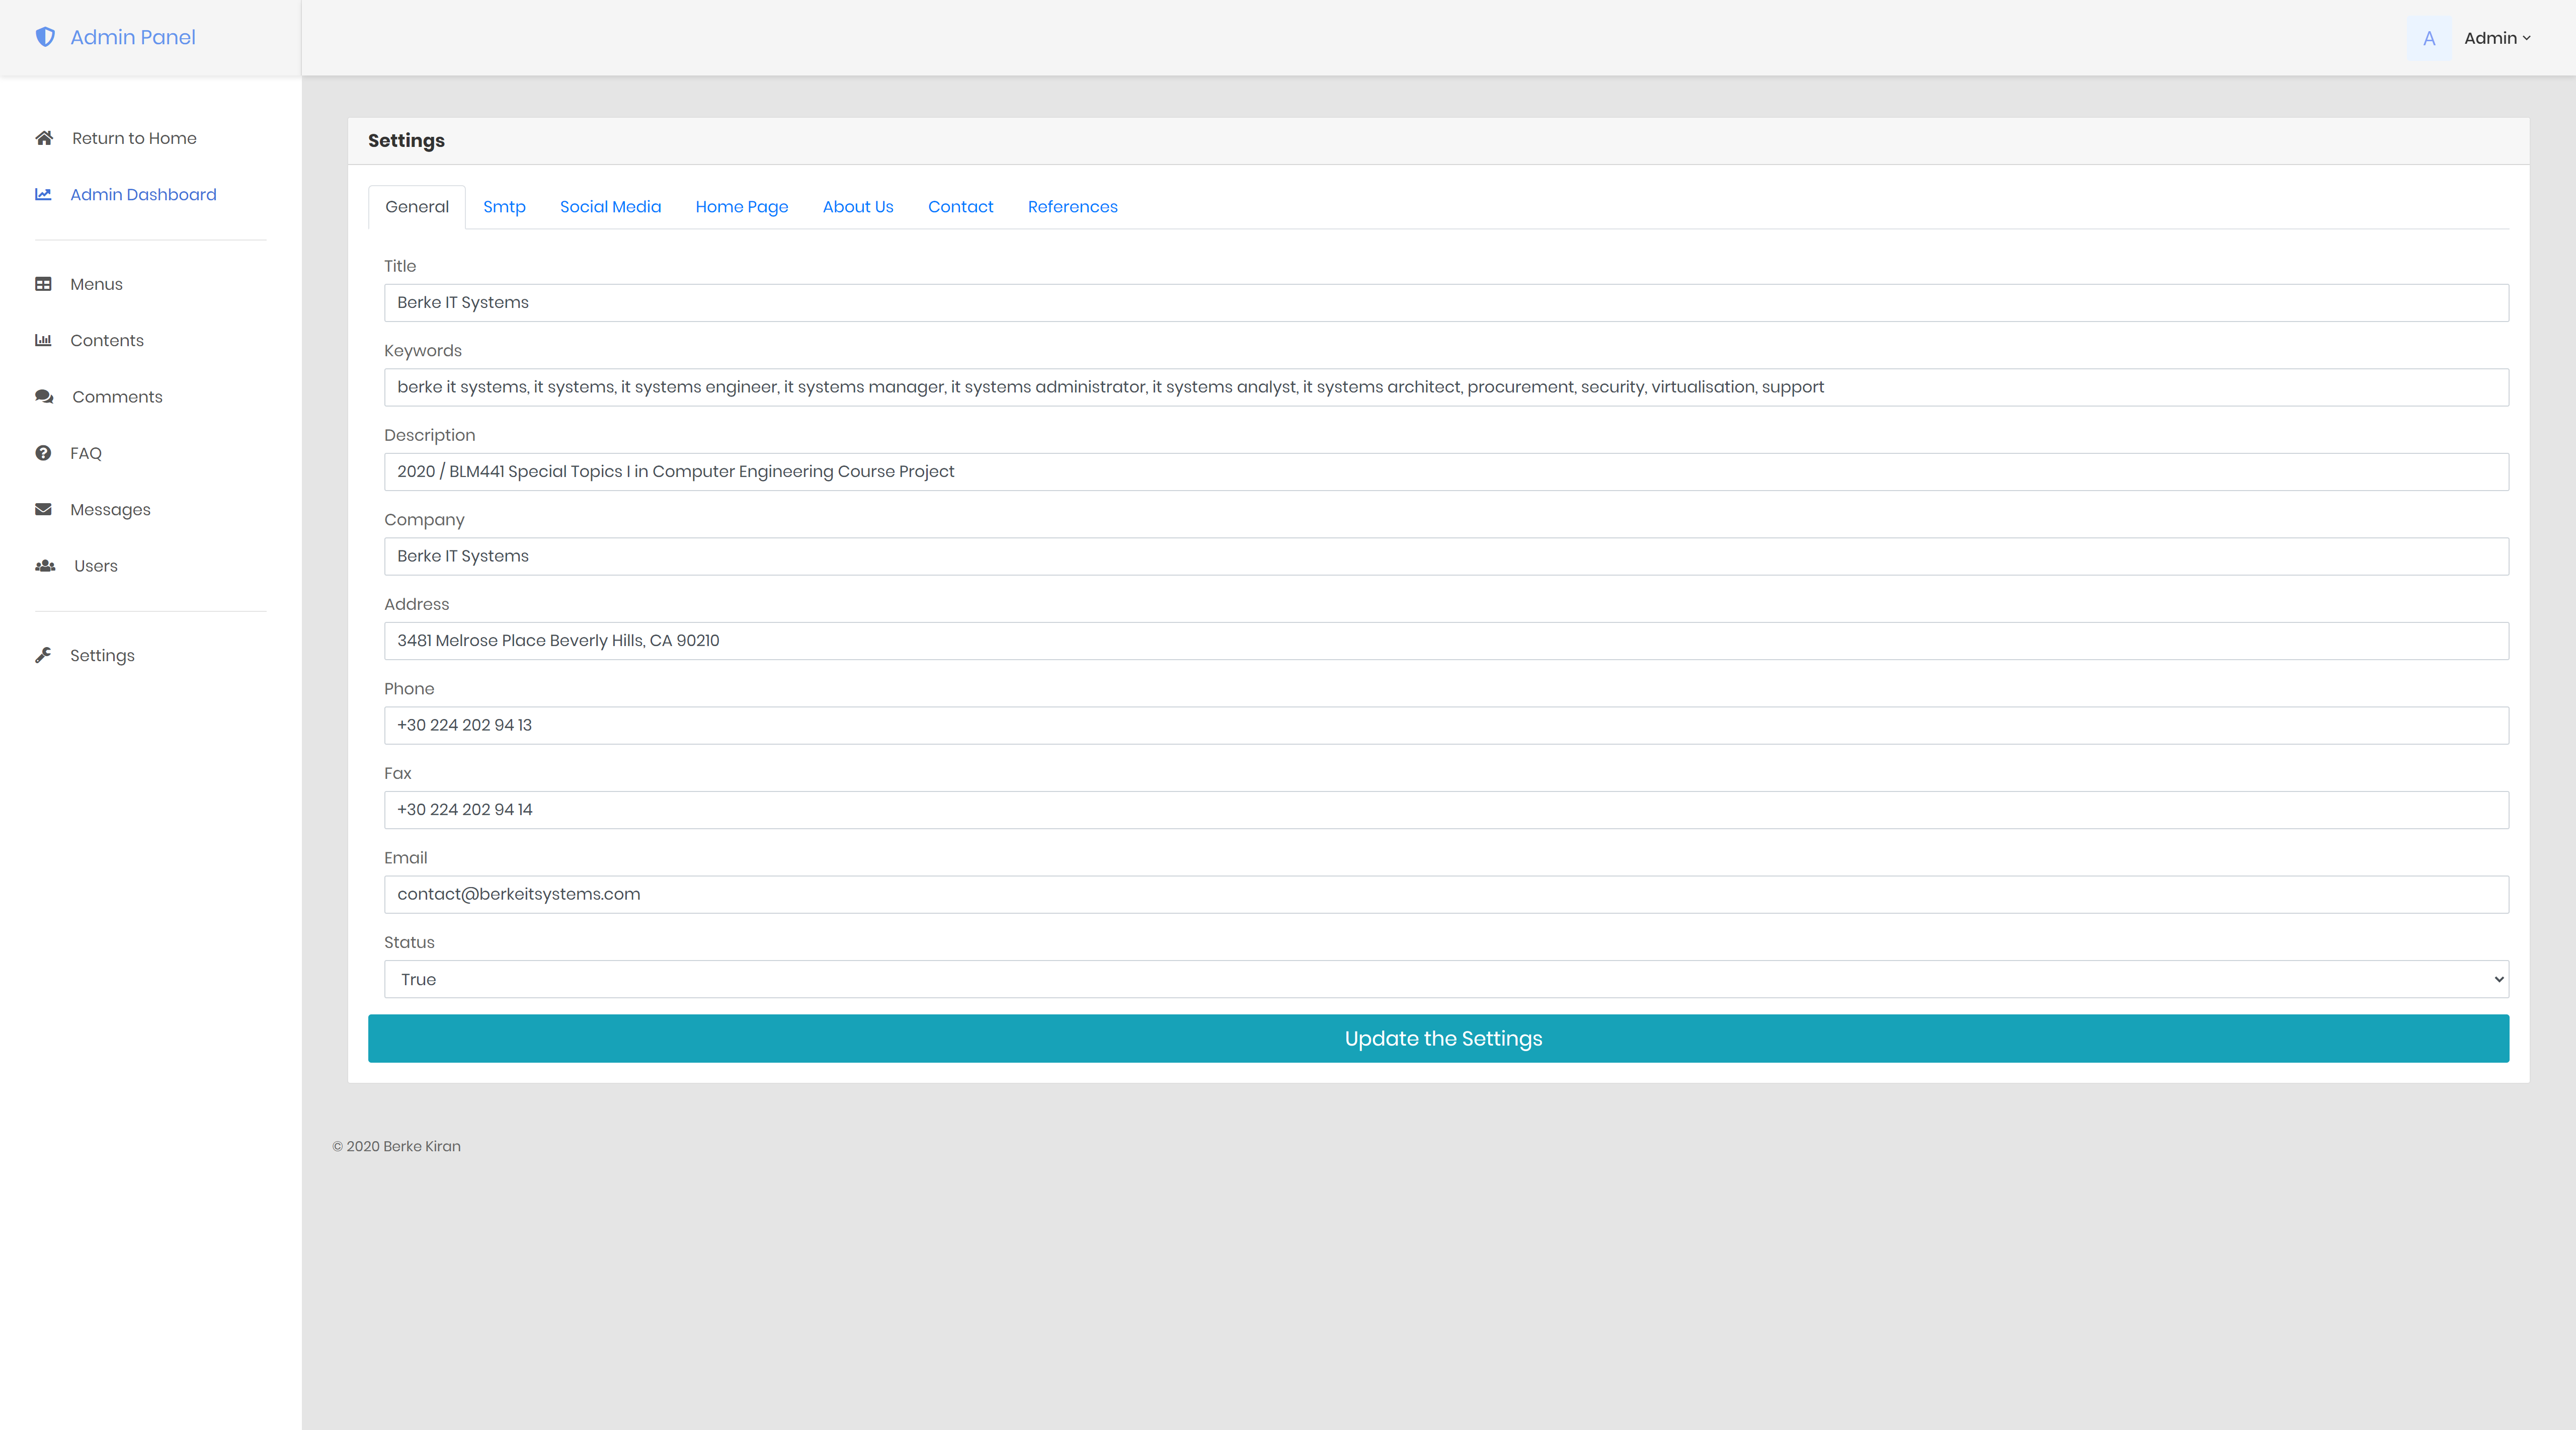 Admin Panel
A Admin
Return to Home
Admin Dashboard
Menus
Contents
Comments
FAQ
Messages
Users
Settings
Settings
General Smtp Social Media Home Page About Us Contact References
Title
Berke IT Systems
Keywords
berke it systems, it systems, it systems engineer, it systems manager, it systems administrator, it systems analyst, it systems architect, procurement, security, virtualisation, support
Description
2020 / BLM441 Special Topics I in Computer Engineering Course Project
Company
Berke IT Systems
Address
3481 Melrose Place Beverly Hills, CA 90210
Phone
+30 224 202 94 13
Fax
+30 224 202 94 14
Email
contact@berkeitsystems.com
Status
True
Update the Settings
© 2020 Berke Kiran